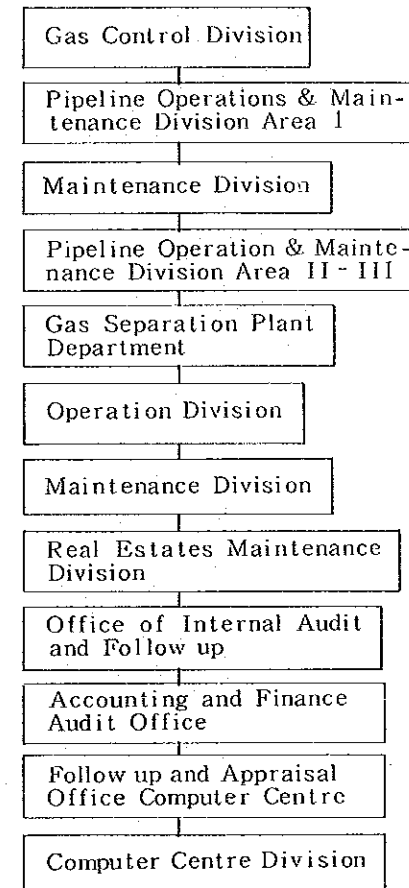 Gas Control Division
Pipeline Operations & Main-
tenance Division Area 1
Maintenance Division
Pipeline Operation & Mainte-
nance Division Area II - III
Gas Separation Plant
Department
Operation Division
Maintenance Division
Real Estates Maintenance
Division
Office of Internal Audit
and Follow up
Accounting and Finance
Audit Office
Follow up and Appraisal
Office Computer Centre
Computer Centre Division